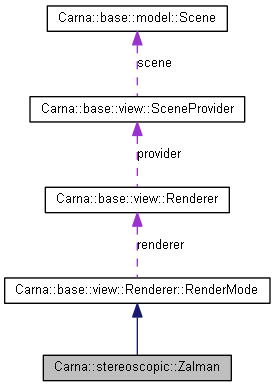 Carna::base::model::Scene
scene
Carna::base::view::SceneProvider
provider
Carna::base::view::Renderer
renderer
Carna::base::view::Renderer::RenderMode
Carna::stereoscopic::Zalman